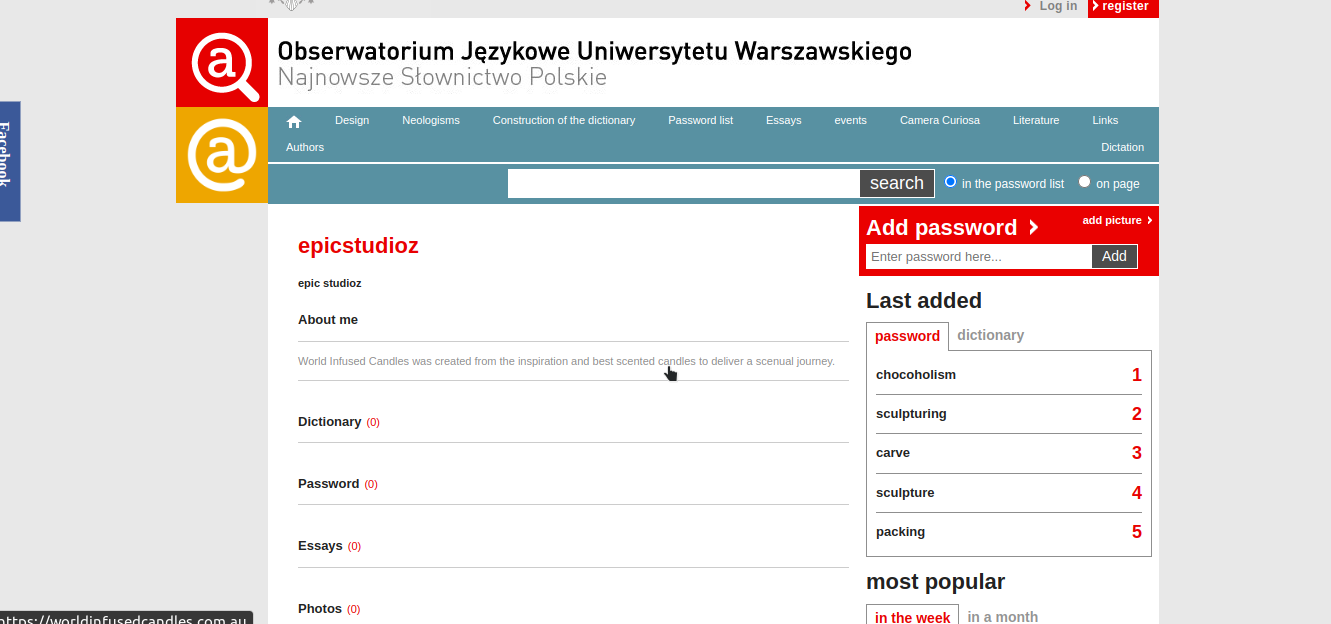 Log in register
Obserwatorium Językowe Uniwersytetu Warszawskiego
Najnowsze Słownictwo Polskie
Facebook
Design Neologisms Construction of the dictionary Password list Essays events Camera Curiosa Literature Links
Authors Dictation
search in the password list on page
Add password add picture
Enter password here... Add
epicstudioz
epic studioz
About me
World Infused Candles was created from the inspiration and best scented candles to deliver a scenual journey.
Dictionary (0)
Password (0)
Essays (0)
Photos (0)
Last added
password dictionary
chocoholism 1
sculpturing 2
carve 3
sculpture 4
packing 5
most popular
in the week in a month
https://worldinfusedcandles.com.au